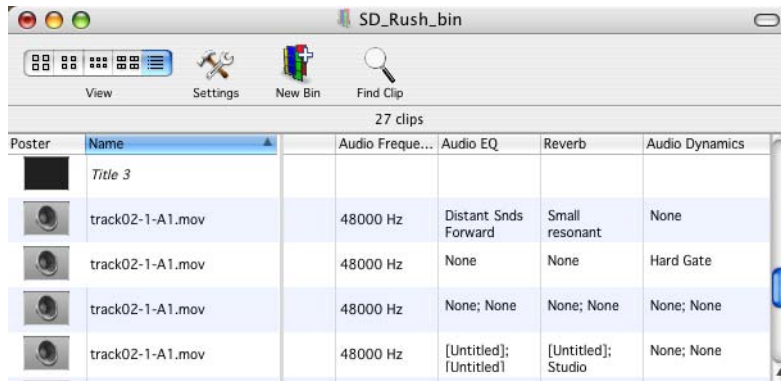 SD_Rush_bin
View Settings New Bin Find Clip
27 clips
Poster Name Audio Freque... Audio EQ Reverb Audio Dynamics
Title 3
track02-1-A1.mov 48000 Hz Distant Snds Forward Small resonant None
track02-1-A1.mov 48000 Hz None None Hard Gate
track02-1-A1.mov 48000 Hz None; None None; None None; None
track02-1-A1.mov 48000 Hz [Untitled]; [Untitled] [Untitled]; Studio None; None